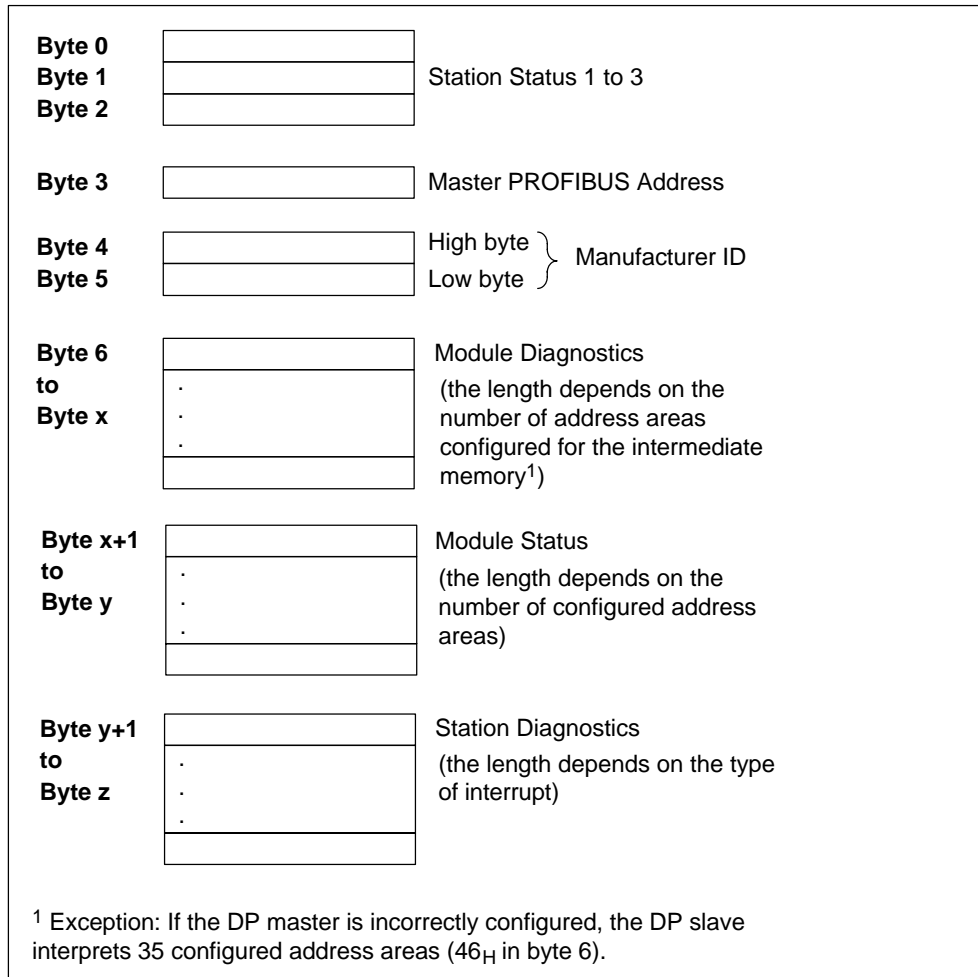 Byte 0
Byte 1 Station Status 1 to 3
Byte 2
Byte 3 Master PROFIBUS Address
Byte 4 High byte
Byte 5 Low byte
Manufacturer ID
Byte 6 Module Diagnostics
to (the length depends on the
Byte x number of address areas
configured for the intermediate
memory1)
Byte x+1 Module Status
to (the length depends on the
Byte y number of configured address
areas)
Byte y+1 Station Diagnostics
to (the length depends on the type
Byte z of interrupt)
1 Exception: If the DP master is incorrectly configured, the DP slave
interprets 35 configured address areas (46H in byte 6).